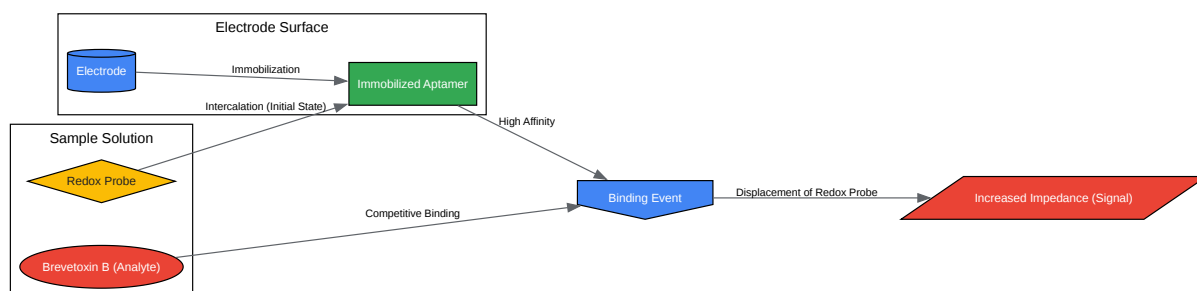 Electrode Surface
Electrode
Immobilization
Immobilized Aptamer
Intercalation (Initial State)
High Affinity
Sample Solution
Redox Probe
Competitive Binding
Binding Event
Displacement of Redox Probe
Increased Impedance (Signal)
Brevetoxin B (Analyte)